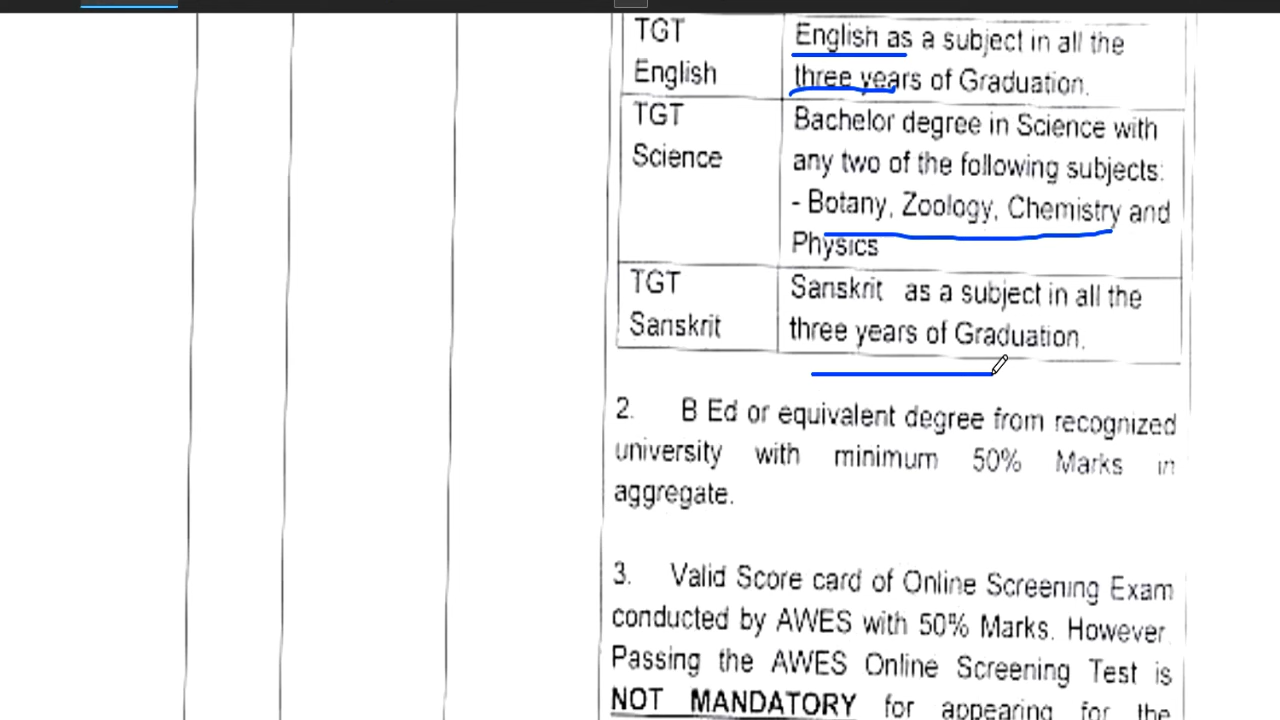 TGT
English
English as a subject in all the
three years of Graduation.
TGT
Science
Bachelor degree in Science with
any two of the following subjects:
- Botany, Zoology, Chemistry and
Physics
TGT
Sanskrit
Sanskrit as a subject in all the
three years of Graduation.
2. B Ed or equivalent degree from recognized
university with minimum 50% Marks in
aggregate.
3. Valid Score card of Online Screening Exam
conducted by AWES with 50% Marks. However
Passing the AWES Online Screening Test is
NOT MANDATORY for appearing for the